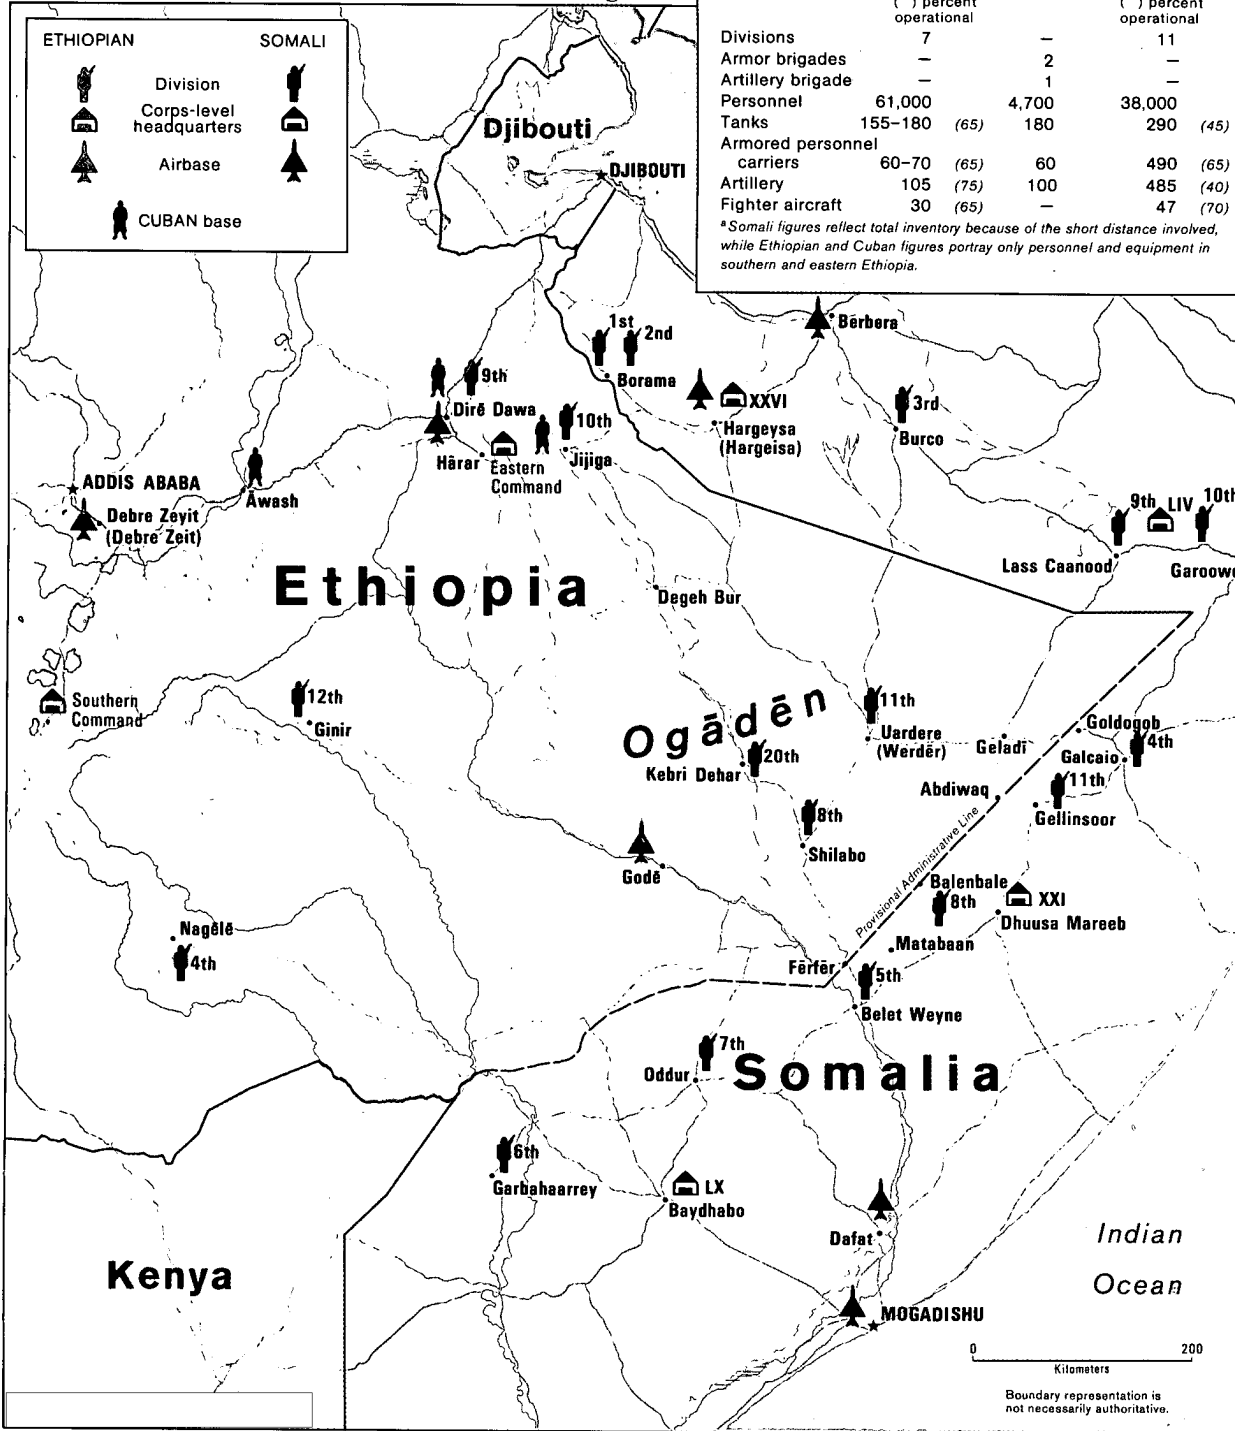 ETHIOPIAN SOMALI
Division
Corps-level
headquarters
Airbase
CUBAN base
( ) percent ( ) percent
operational operational
Divisions 7 — 11
Armor brigades — 2 —
Artillery brigade — 1 —
Personnel 61,000 4,700 38,000
Tanks 155-180 (65) 180 290 (45)
Armored personnel
carriers 60-70 (65) 60 490 (65)
Artillery 105 (75) 100 485 (40)
Fighter aircraft 30 (65) — 47 (70)
ᵃSomali figures reflect total inventory because of the short distance involved,
while Ethiopian and Cuban figures portray only personnel and equipment in
southern and eastern Ethiopia.
Djibouti
DJIBOUTI
Berbera
1st
2nd
Borama
XXVI
Hargeysa
(Hargeisa)
3rd
Burco
9th
Dirē Dawa
10th
Jijiga
Hārar
Eastern
Command
Āwash
ADDIS ABABA
Debre Zeyit
(Debre Zeit)
9th
LIV
10th
Lass Caanood
Garoowe
Ethiopia
Degeh Bur
Southern
Command
12th
Ginir
Ogādēn
11th
Uardere
(Werdēr)
Geladī
Goldogob
Galcaio
4th
20th
Kebri Dehar
Abdiwaq
11th
Gellinsoor
8th
Shilabo
Godē
Provisional Administrative Line
Balenbale
8th
XXI
Dhuusa Mareeb
Matabaan
Nagēlē
4th
Fērfēr
5th
Belet Weyne
7th
Oddur
Somalia
6th
Garbahaarrey
LX
Baydhabo
Dafat
Indian
Ocean
Kenya
MOGADISHU
0 200
Kilometers
Boundary representation is
not necessarily authoritative.